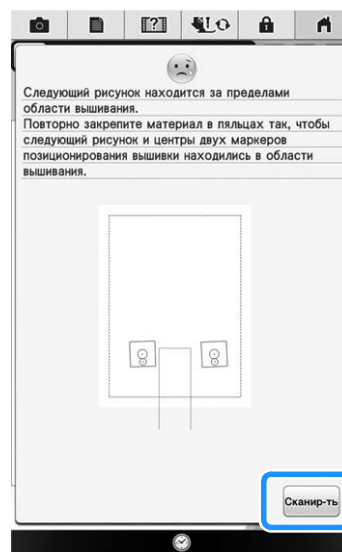 Следующий рисунок находится за пределами
области вышивания.
Повторно закрепите материал в пяльцах так, чтобы
следующий рисунок и центры двух маркеров
позиционирования вышивки находились в области
вышивания.
Сканир-ть